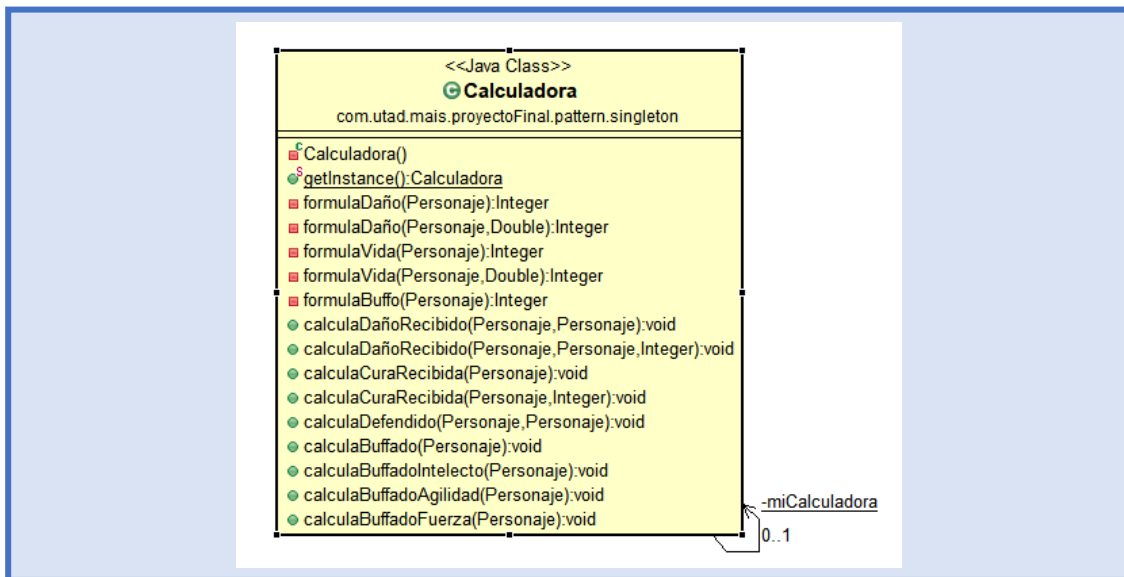 <<Java Class>>
Calculadora
com.utad.mais.proyectoFinal.pattern.singleton
Calculadora()
getInstance():Calculadora
formulaDaño(Personaje):Integer
formulaDaño(Personaje,Double):Integer
formulaVida(Personaje):Integer
formulaVida(Personaje,Double):Integer
formulaBuffo(Personaje):Integer
calculaDañoRecibido(Personaje,Personaje):void
calculaDañoRecibido(Personaje,Personaje,Integer):void
calculaCuraRecibida(Personaje):void
calculaCuraRecibida(Personaje,Integer):void
calculaDefendido(Personaje,Personaje):void
calculaBuffado(Personaje):void
calculaBuffadoIntelecto(Personaje):void
calculaBuffadoAgilidad(Personaje):void
calculaBuffadoFuerza(Personaje):void
-miCalculadora
0..1